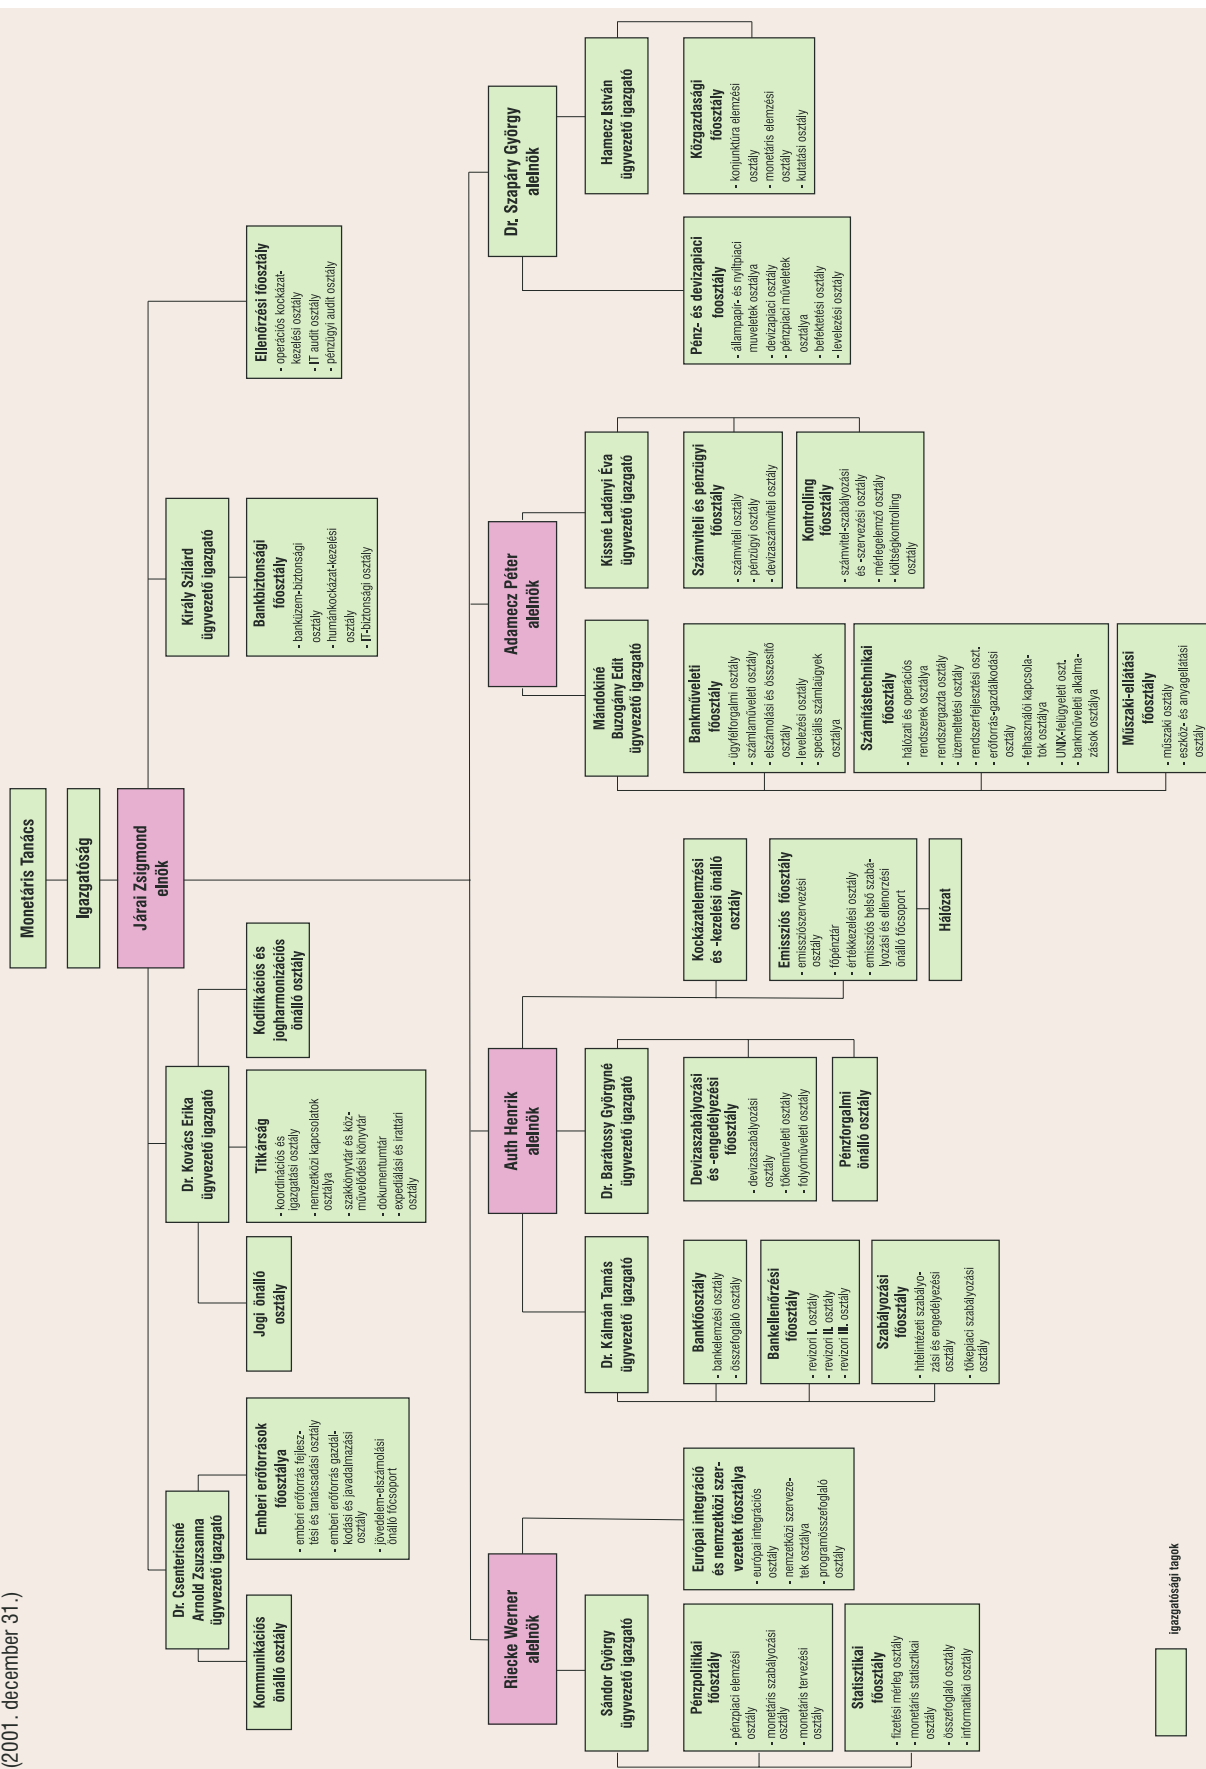 (2001. december 31.)
Monetáris Tanács
Igazgatóság
Járai Zsigmond
elnök
Dr. Csentericsné
Arnold Zsuzsanna
ügyvezető igazgató
Kommunikációs
önálló osztály
Emberi erőforrások
főosztálya
- emberi erőforrás fejlesz-
tési és tanácsadási osztály
- emberi erőforrás gazdál-
kodási és javadalmazási
osztály
- jövedelem-elszámolási
önálló főcsoport
Dr. Kovács Erika
ügyvezető igazgató
Jogi önálló
osztály
Titkárság
- koordinációs és
igazgatási osztály
- nemzetközi kapcsolatok
osztálya
- szakkönyvtár és köz-
művelődési könyvtár
- dokumentumtár
- expediálási és irattári
osztály
Kodifikációs és
jogharmonizációs
önálló osztály
Király Szilárd
ügyvezető igazgató
Bankbiztonsági
főosztály
- banküzem-biztonsági
osztály
- humánkockázat-kezelési
osztály
- IT-biztonsági osztály
Ellenőrzési főosztály
- operációs kockázat-
kezelési osztály
- IT audit osztály
- pénzügyi audit osztály
Riecke Werner
alelnök
Sándor György
ügyvezető igazgató
Pénzpolitikai
főosztály
- pénzpiaci elemzési
osztály
- monetáris szabályozási
osztály
- monetáris tervezési
osztály
Statisztikai
főosztály
- fizetési mérleg osztály
- monetáris statisztikai
osztály
- összefoglaló osztály
- informatikai osztály
Európai integráció
és nemzetközi szer-
vezetek főosztálya
- európai integrációs
osztály
- nemzetközi szerveze-
tek osztálya
- programösszefoglaló
osztály
Auth Henrik
alelnök
Dr. Kálmán Tamás
ügyvezető igazgató
Bankfőosztály
- bankelemzési osztály
- összefoglaló osztály
Bankellenőrzési
főosztály
- revizori I. osztály
- revizori II. osztály
- revizori III. osztály
Szabályozási
főosztály
- hitelintézeti szabályo-
zási és engedélyezési
osztály
- tőkepiaci szabályozási
osztály
Dr. Barátossy Györgyné
ügyvezető igazgató
Devizaszabályozási
és -engedélyezési
főosztály
- devizaszabályozási
osztály
- tőkeműveleti osztály
- folyóműveleti osztály
Pénzforgalmi
önálló osztály
Kockázatelemzési
és -kezelési önálló
osztály
Emissziós főosztály
- emissziószervezési
osztály
- főpénztár
- értékkezelési osztály
- emissziós belső szabá-
lyozási és ellenorzési
önálló főcsoport
Hálózat
Adamecz Péter
alelnök
Mándokiné
Buzogány Edit
ügyvezető igazgató
Bankműveleti
főosztály
- ügyfélforgalmi osztály
- számlaműveleti osztály
- elszámolási és összesítő
osztály
- levelezési osztály
- speciális számlaügyek
osztálya
Számítástechnikai
főosztály
- hálózati és operációs
rendszerek osztálya
- rendszergazda osztály
- üzemeltetési osztály
- rendszerfejlesztési oszt.
- erőforrás-gazdálkodási
osztály
- felhasználói kapcsola-
tok osztálya
- UNIX-felügyeleti oszt.
- bankműveleti alkalma-
zások osztálya
Műszaki-ellátási
főosztály
- műszaki osztály
- eszköz- és anyagellátási
osztály
Kissné Ladányi Éva
ügyvezető igazgató
Számviteli és pénzügyi
főosztály
- számviteli osztály
- pénzügyi osztály
- devizaszámviteli osztály
Kontrolling
főosztály
- számvitel-szabályozási
és -szervezési osztály
- mérlegelemző osztály
- költségkontrolling
osztály
Dr. Szapáry György
alelnök
Pénz- és devizapiaci
foosztály
- állampapír- és nyíltpiaci
muveletek osztálya
- devizapiaci osztály
- pénzpiaci műveletek
osztálya
- befektetési osztály
- levelezési osztály
Hamecz István
ügyvezető igazgató
Közgazdasági
főosztály
- konjunktúra elemzési
osztály
- monetáris elemzési
osztály
- kutatási osztály
igazgatósági tagok